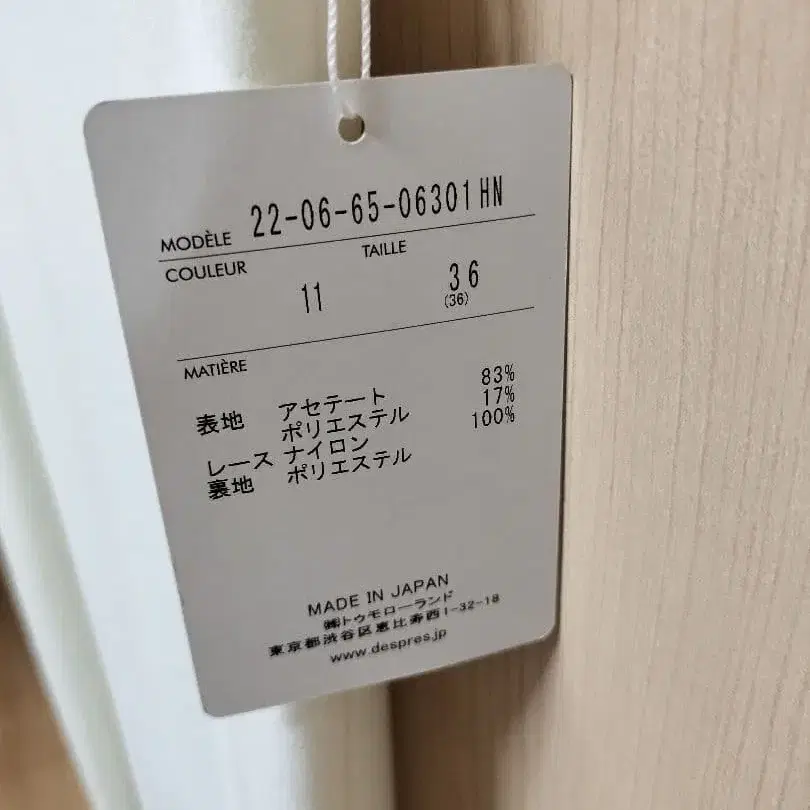 MODÈLE 22-06-65-06301HN
COULEUR TAILLE
11 36
(36)
MATIÈRE
表地 アセテート 83%
ポリエステル 17%
レース ナイロン 100%
裏地 ポリエステル
MADE IN JAPAN
㈱トゥモローランド
東京都渋谷区恵比寿西1-32-18
www.despres.jp